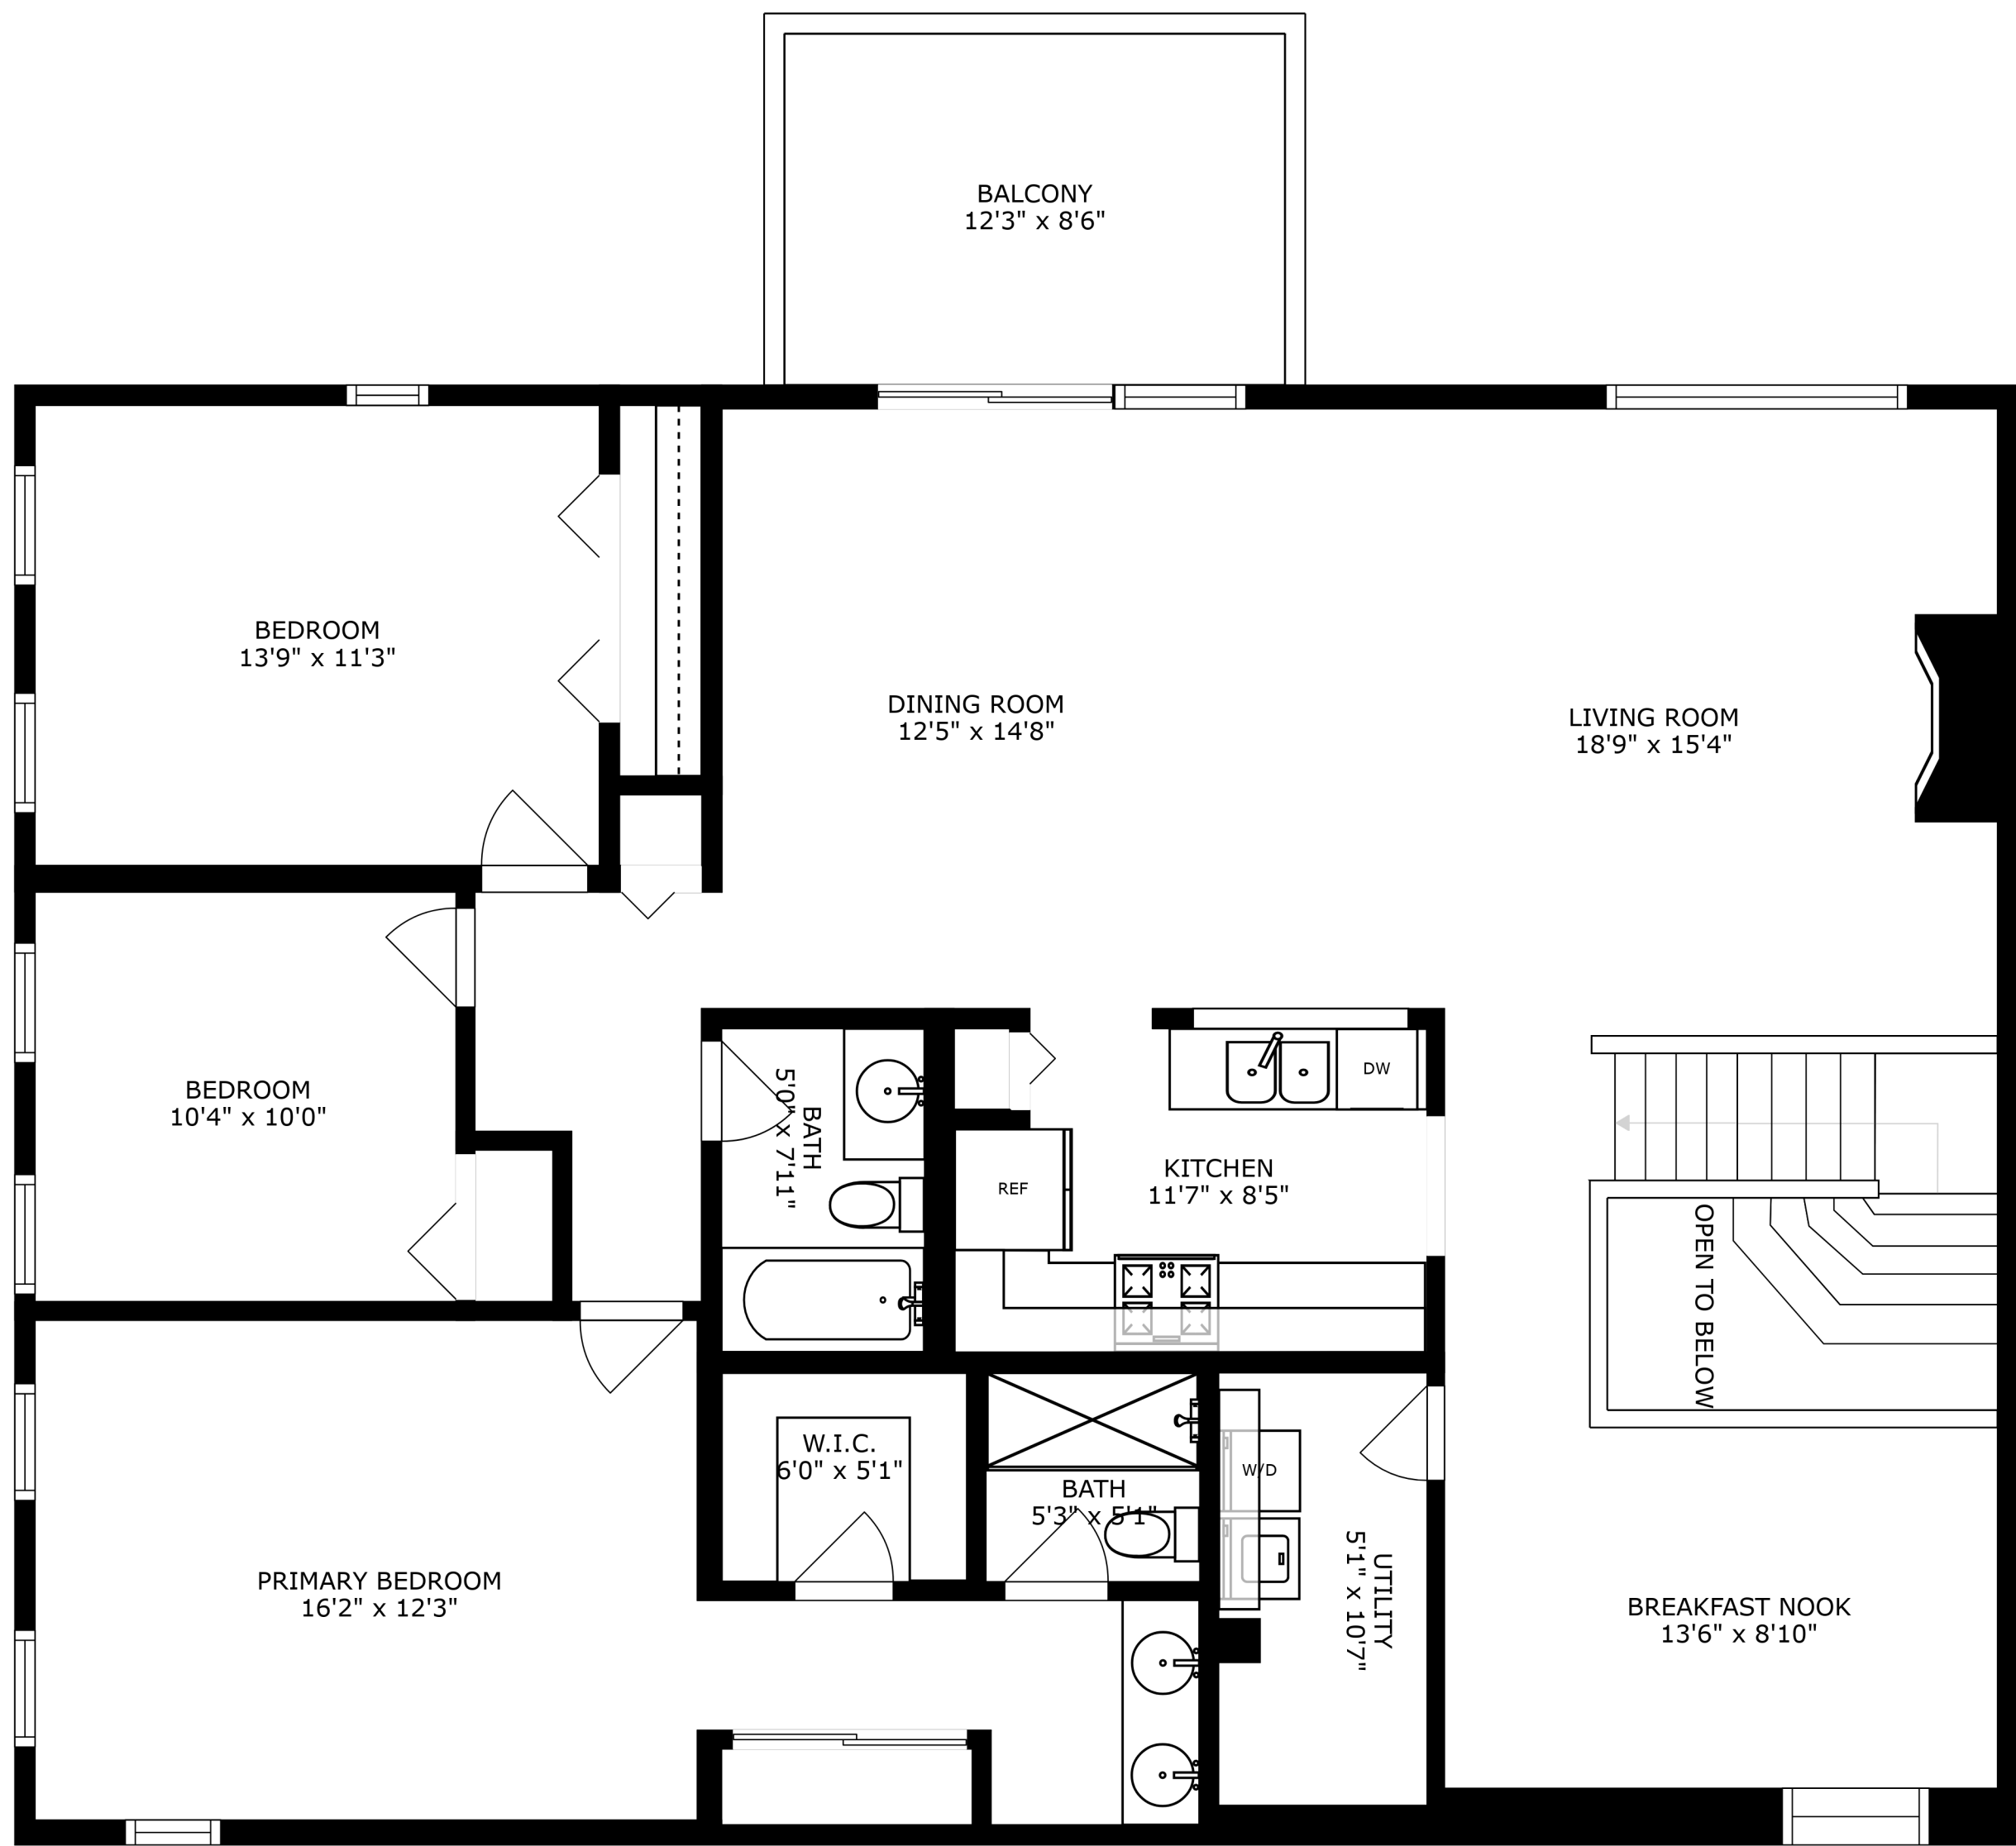 BALCONY
12'3" x 8'6"
BEDROOM
13'9" x 11'3"
DINING ROOM
12'5" x 14'8"
LIVING ROOM
18'9" x 15'4"
BEDROOM
10'4" x 10'0"
BATH
5'0" x 7'11"
DW
KITCHEN
11'7" x 8'5"
REF
OPEN TO BELOW
W.I.C.
6'0" x 5'1"
BATH
5'3" x 5'1"
W/D
UTILITY
5'1" x 10'7"
PRIMARY BEDROOM
16'2" x 12'3"
BREAKFAST NOOK
13'6" x 8'10"